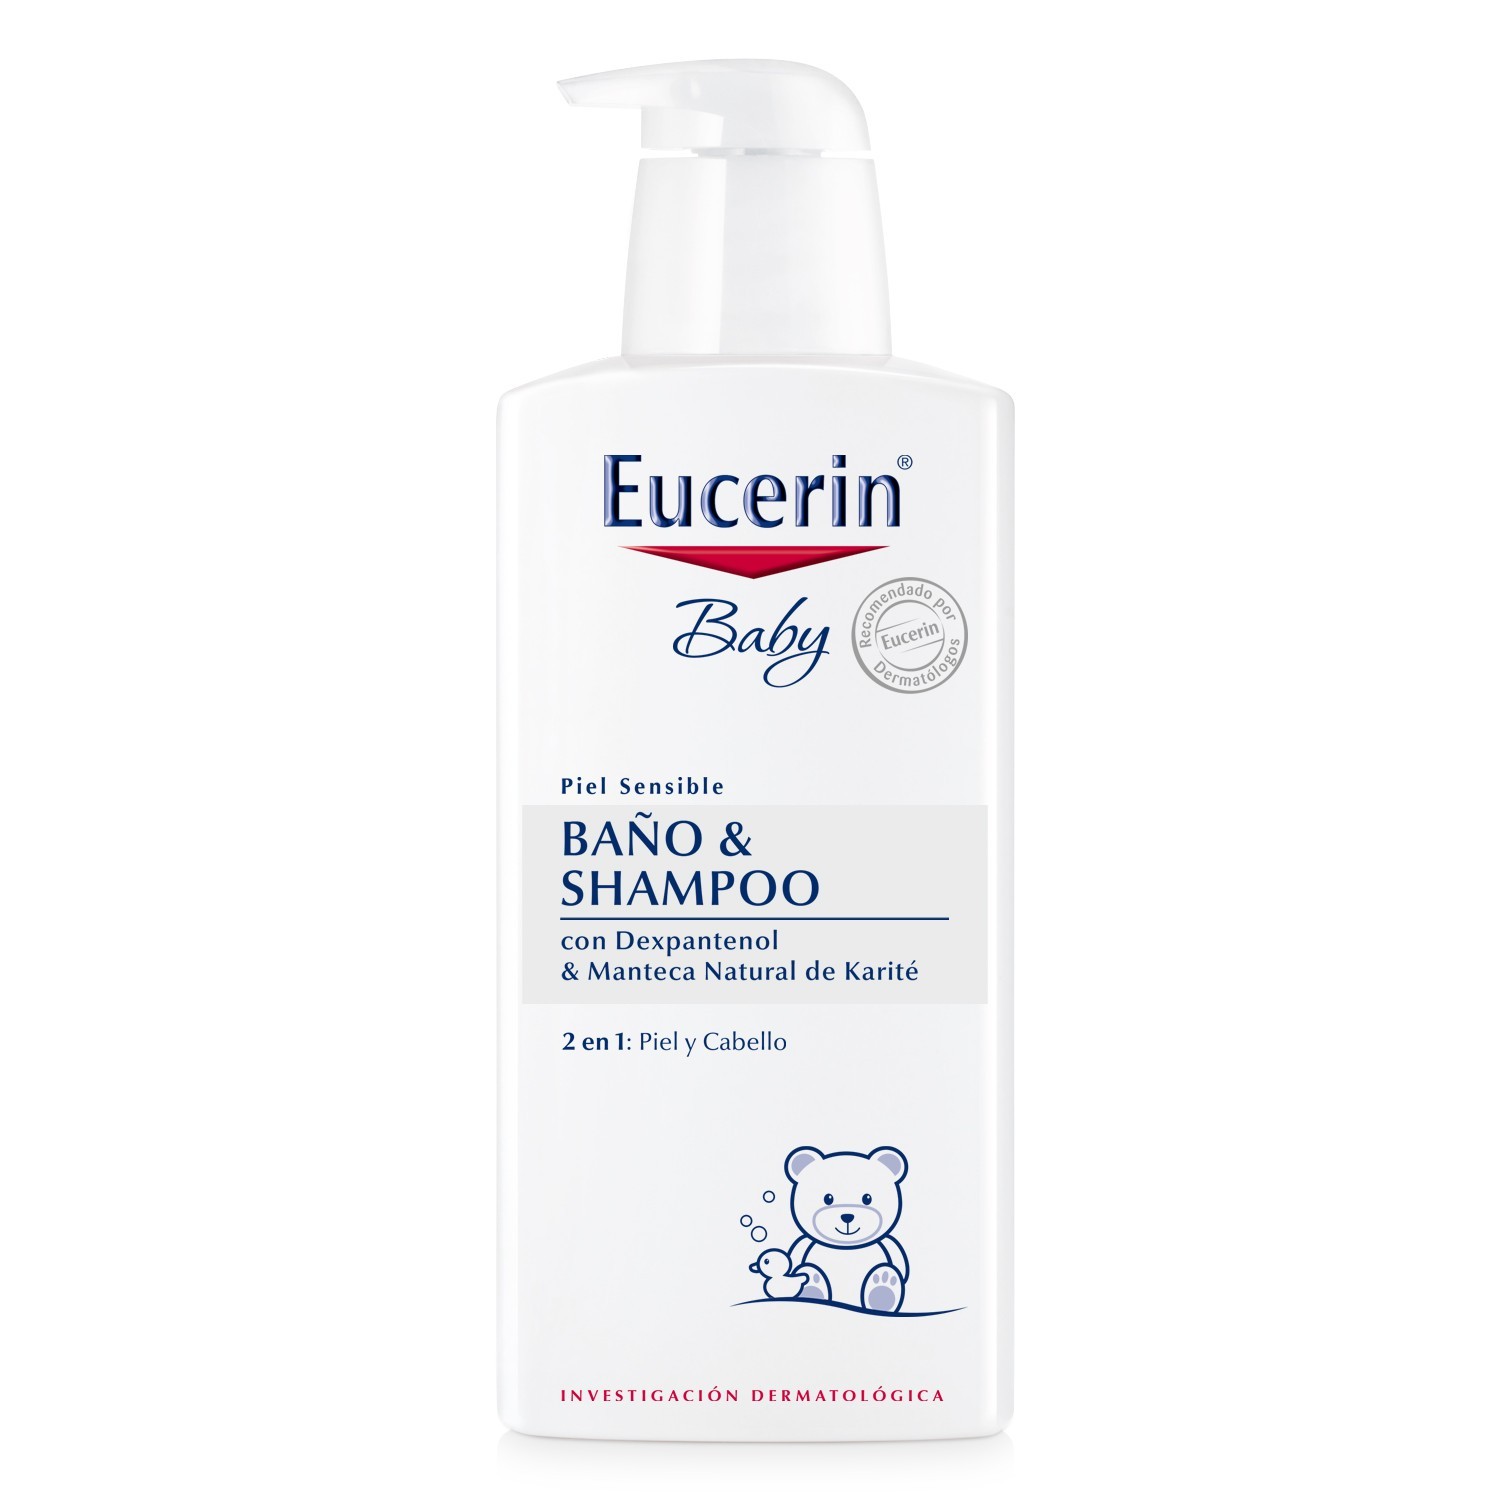 Eucerin®
Baby
Recomendado por
Eucerin
Dermatólogos
Piel Sensible
BAÑO &
SHAMPOO
con Dexpantenol
& Manteca Natural de Karité
2 en 1: Piel y Cabello
INVESTIGACIÓN DERMATOLÓGICA